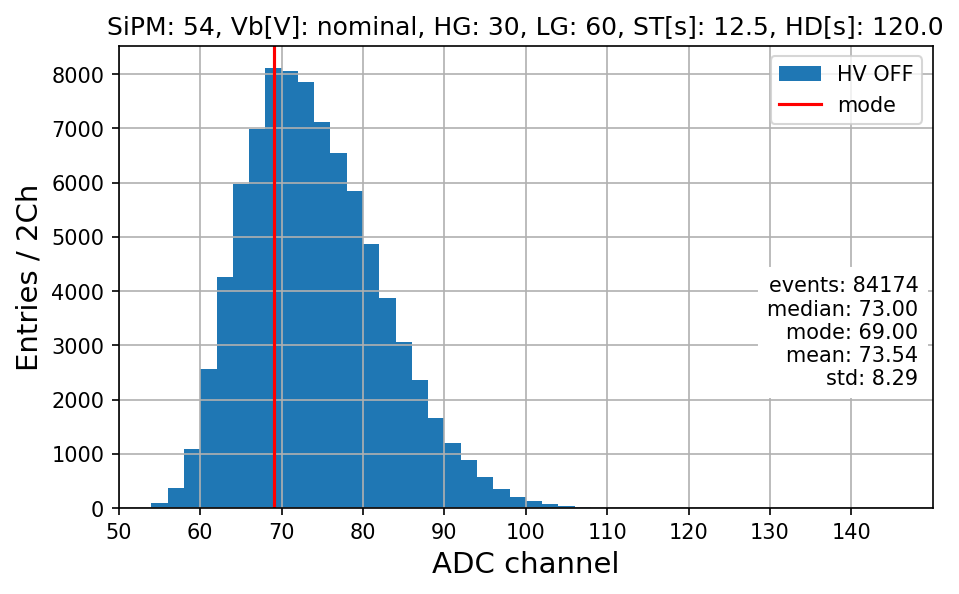 SiPM: 54, Vb[V]: nominal, HG: 30, LG: 60, ST[s]: 12.5, HD[s]: 120.0
HV OFF
mode
8000
7000
6000
5000
4000
3000
2000
1000
0
Entries / 2Ch
events: 84174
median: 73.00
mode: 69.00
mean: 73.54
std: 8.29
50 60 70 80 90 100 110 120 130 140
ADC channel